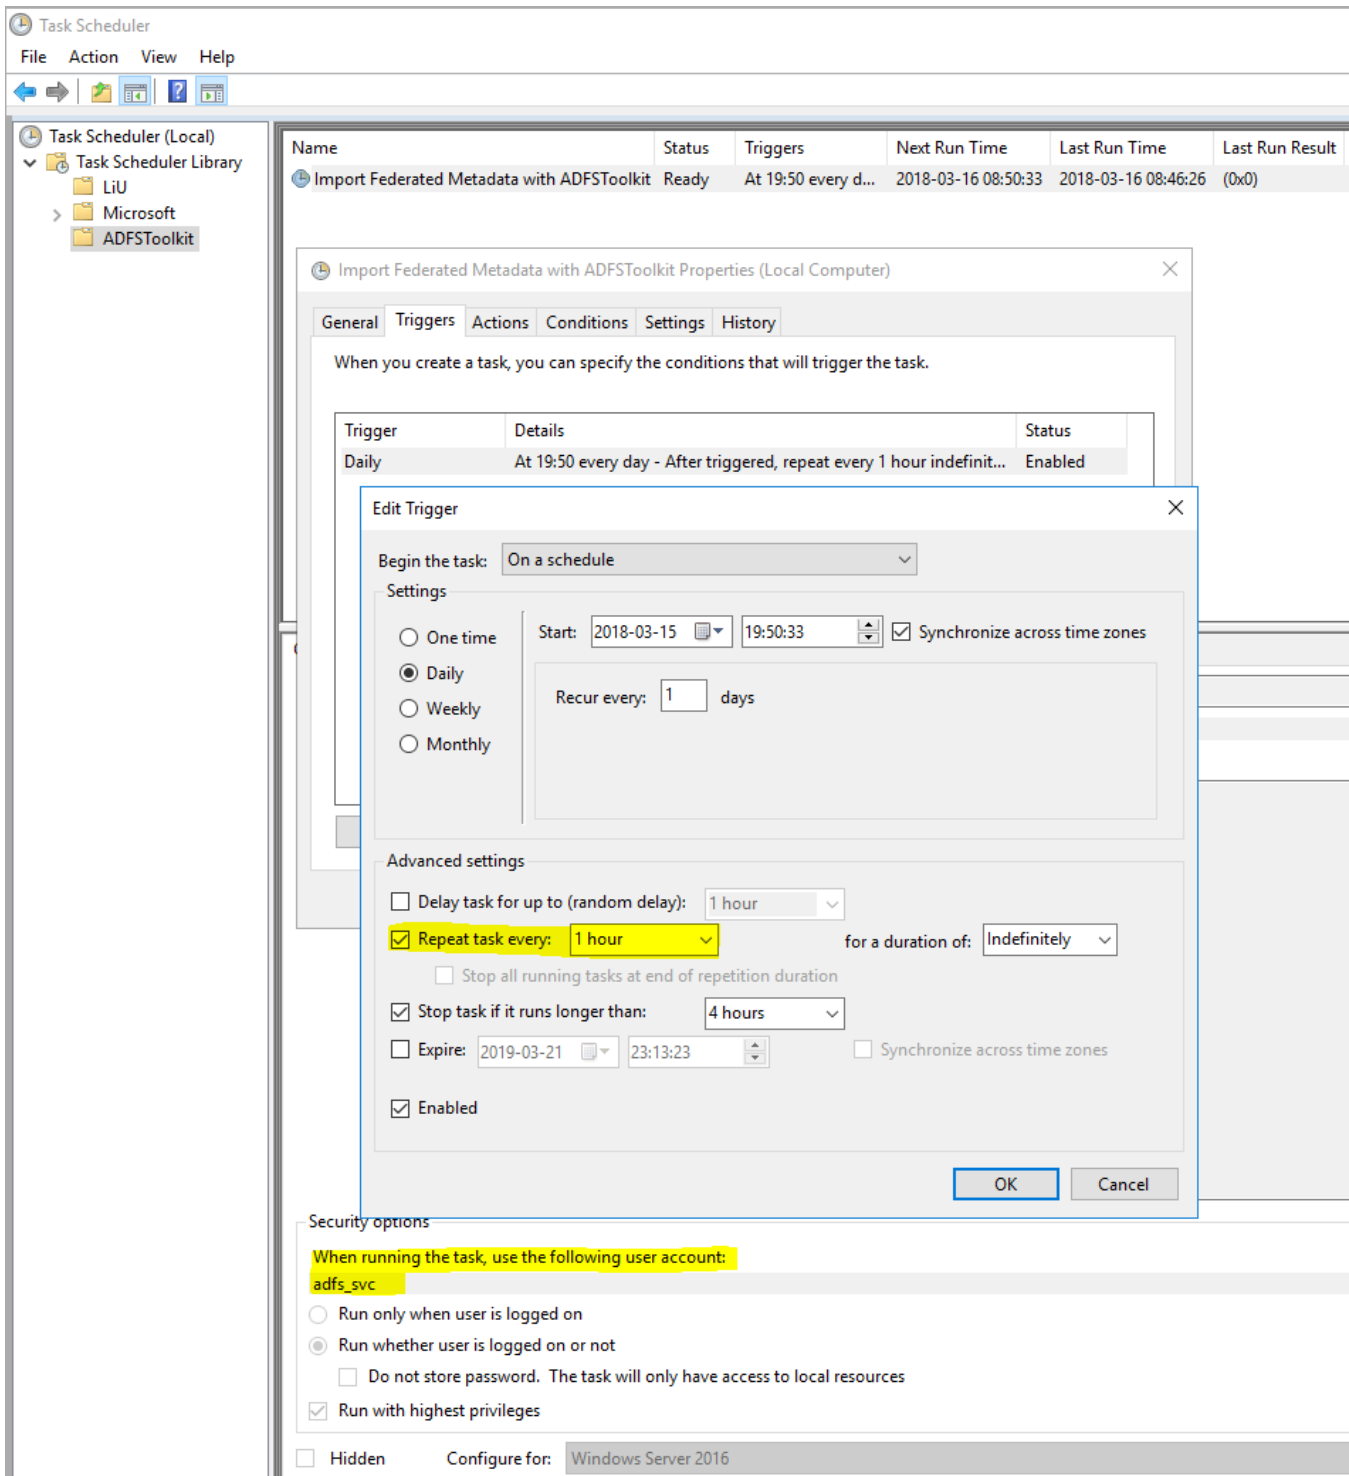 Task Scheduler
File Action View Help
Task Scheduler (Local)
Task Scheduler Library
LiU
Microsoft
ADFSToolkit
Name Status Triggers Next Run Time Last Run Time Last Run Result
Import Federated Metadata with ADFSToolkit Ready At 19:50 every d... 2018-03-16 08:50:33 2018-03-16 08:46:26 (0x0)
Import Federated Metadata with ADFSToolkit Properties (Local Computer)
General Triggers Actions Conditions Settings History
When you create a task, you can specify the conditions that will trigger the task.
Trigger Details Status
Daily At 19:50 every day - After triggered, repeat every 1 hour indefinit... Enabled
Edit Trigger
Begin the task: On a schedule
Settings
One time
Daily
Weekly
Monthly
Start: 2018-03-15 19:50:33 Synchronize across time zones
Recur every: 1 days
Advanced settings
Delay task for up to (random delay): 1 hour
Repeat task every: 1 hour for a duration of: Indefinitely
Stop all running tasks at end of repetition duration
Stop task if it runs longer than: 4 hours
Expire: 2019-03-21 23:13:23 Synchronize across time zones
Enabled
OK Cancel
Security options
When running the task, use the following user account:
adfs_svc
Run only when user is logged on
Run whether user is logged on or not
Do not store password. The task will only have access to local resources
Run with highest privileges
Hidden Configure for: Windows Server 2016